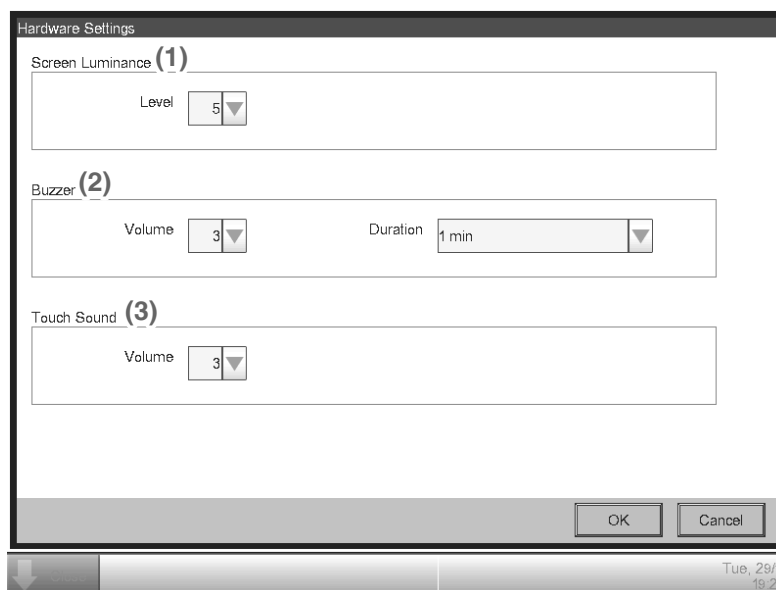 Hardware Settings
Screen Luminance (1)
Level 5
Buzzer (2)
Volume 3 Duration 1 min
Touch Sound (3)
Volume 3
OK Cancel
Close
Tue, 29/
19:2